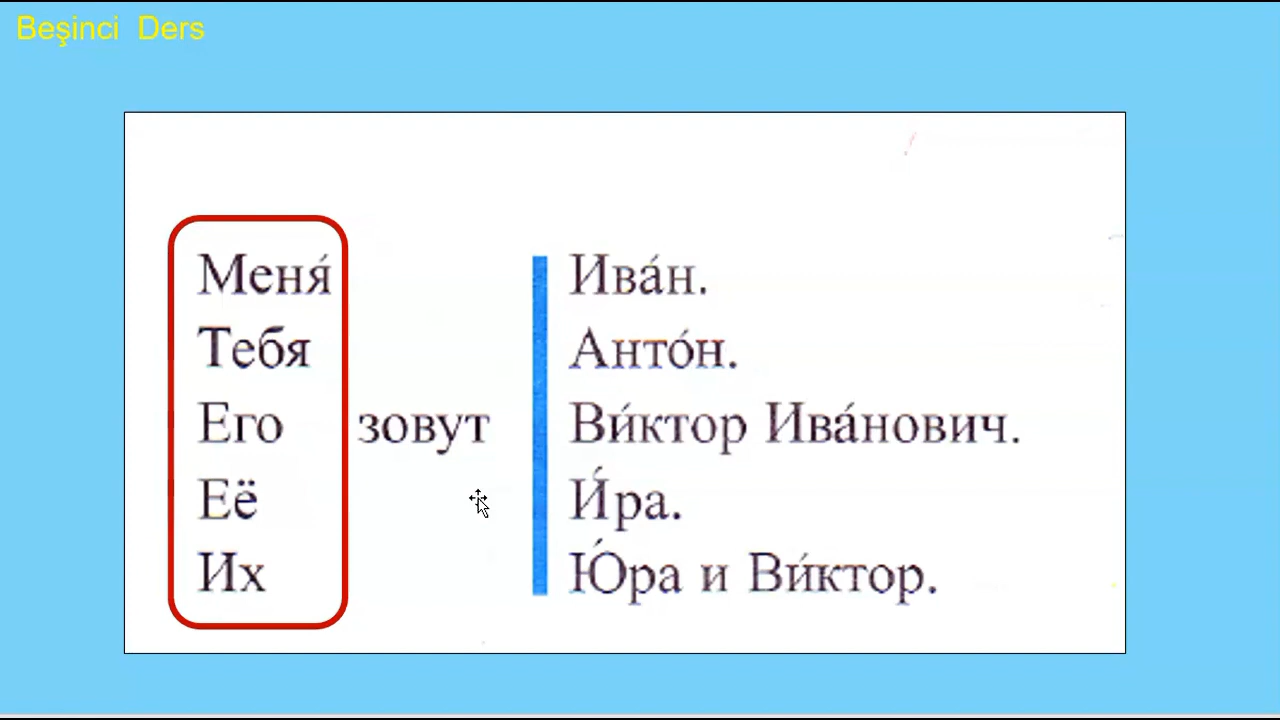 Beşinci Ders
Меня́ Ива́н.
Тебя Анто́н.
Его зовут Ви́ктор Ива́нович.
Её И́ра.
Их Ю́ра и Ви́ктор.